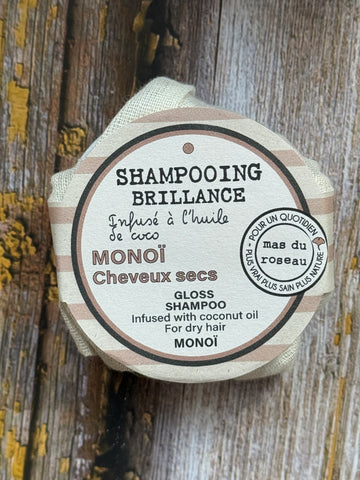 SHAMPOOING
BRILLANCE
Infusé à l'huile
de coco
MONOÏ
Cheveux secs
GLOSS
SHAMPOO
Infused with coconut oil
For dry hair
MONOÏ
POUR UN QUOTIDIEN
mas du
roseau
PLUS VRAI PLUS SAIN PLUS NATURE